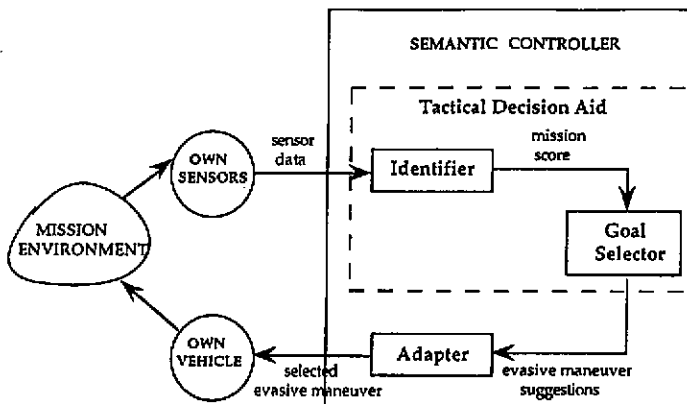 SEMANTIC CONTROLLER
Tactical Decision Aid
OWN
SENSORS
sensor
data
Identifier
mission
score
MISSION
ENVIRONMENT
Goal
Selector
OWN
VEHICLE
selected
evasive maneuver
Adapter
evasive maneuver
suggestions